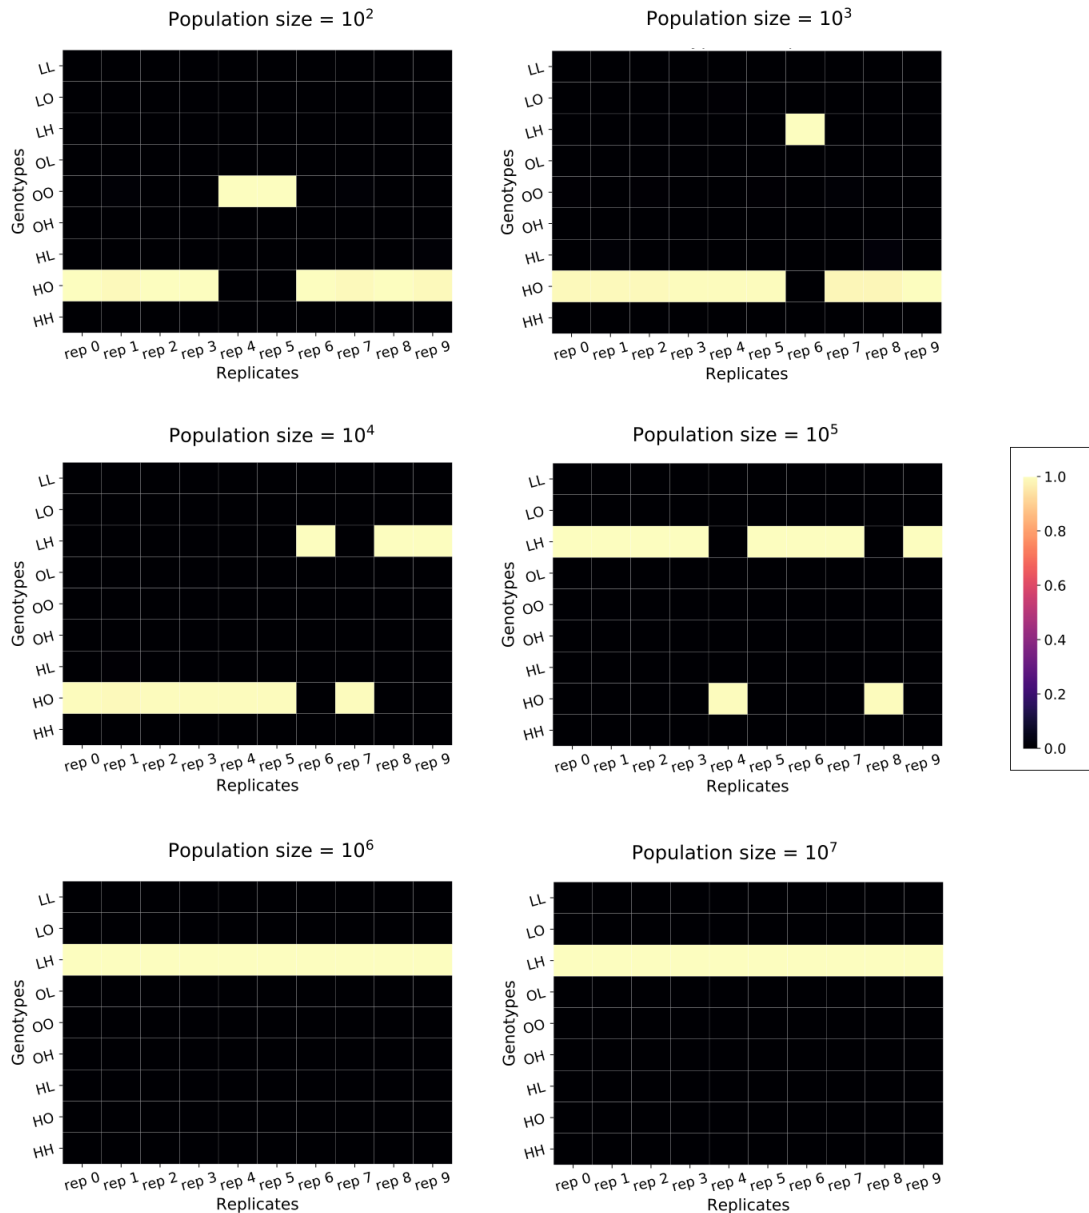 Population size = 10²
Population size = 10³
Genotypes
LL
LO
LH
OL
OO
OH
HL
HO
HH
rep 0 rep 1 rep 2 rep 3 rep 4 rep 5 rep 6 rep 7 rep 8 rep 9
Replicates
Genotypes
LL
LO
LH
OL
OO
OH
HL
HO
HH
rep 0 rep 1 rep 2 rep 3 rep 4 rep 5 rep 6 rep 7 rep 8 rep 9
Replicates
Population size = 10⁴
Population size = 10⁵
Genotypes
LL
LO
LH
OL
OO
OH
HL
HO
HH
rep 0 rep 1 rep 2 rep 3 rep 4 rep 5 rep 6 rep 7 rep 8 rep 9
Replicates
Genotypes
LL
LO
LH
OL
OO
OH
HL
HO
HH
rep 0 rep 1 rep 2 rep 3 rep 4 rep 5 rep 6 rep 7 rep 8 rep 9
Replicates
1.0
0.8
0.6
0.4
0.2
0.0
Population size = 10⁶
Population size = 10⁷
Genotypes
LL
LO
LH
OL
OO
OH
HL
HO
HH
rep 0 rep 1 rep 2 rep 3 rep 4 rep 5 rep 6 rep 7 rep 8 rep 9
Replicates
Genotypes
LL
LO
LH
OL
OO
OH
HL
HO
HH
rep 0 rep 1 rep 2 rep 3 rep 4 rep 5 rep 6 rep 7 rep 8 rep 9
Replicates